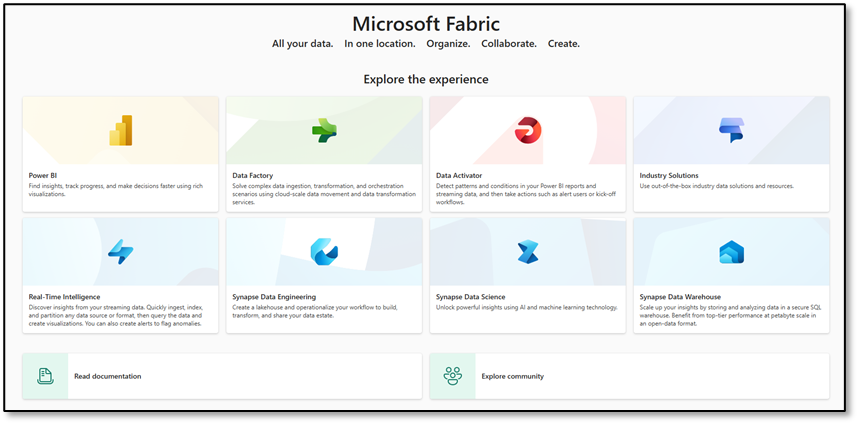 Microsoft Fabric
All your data. In one location. Organize. Collaborate. Create.
Explore the experience
Power BI
Find insights, track progress, and make decisions faster using rich
visualizations.
Data Factory
Solve complex data ingestion, transformation, and orchestration
scenarios using cloud-scale data movement and data transformation
services.
Data Activator
Detect patterns and conditions in your Power BI reports and
streaming data, and then take actions such as alert users or kick-off
workflows.
Industry Solutions
Use out-of-the-box industry data solutions and resources.
Real-Time Intelligence
Discover insights from your streaming data. Quickly ingest, index,
and partition any data source or format, then query the data and
create visualizations. You can also create alerts to flag anomalies.
Synapse Data Engineering
Create a lakehouse and operationalize your workflow to build,
transform, and share your data estate.
Synapse Data Science
Unlock powerful insights using AI and machine learning technology.
Synapse Data Warehouse
Scale up your insights by storing and analyzing data in a secure SQL
warehouse. Benefit from top-tier performance at petabyte scale in
an open-data format.
Read documentation
Explore community